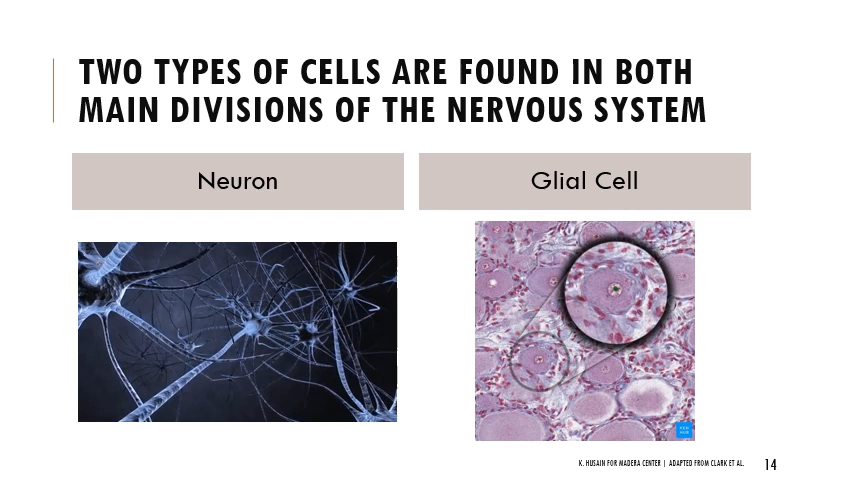 TWO TYPES OF CELLS ARE FOUND IN BOTH
MAIN DIVISIONS OF THE NERVOUS SYSTEM
Neuron
Glial Cell
K. HUSAIN FOR MADERA CENTER | ADAPTED FROM CLARK ET AL.
14